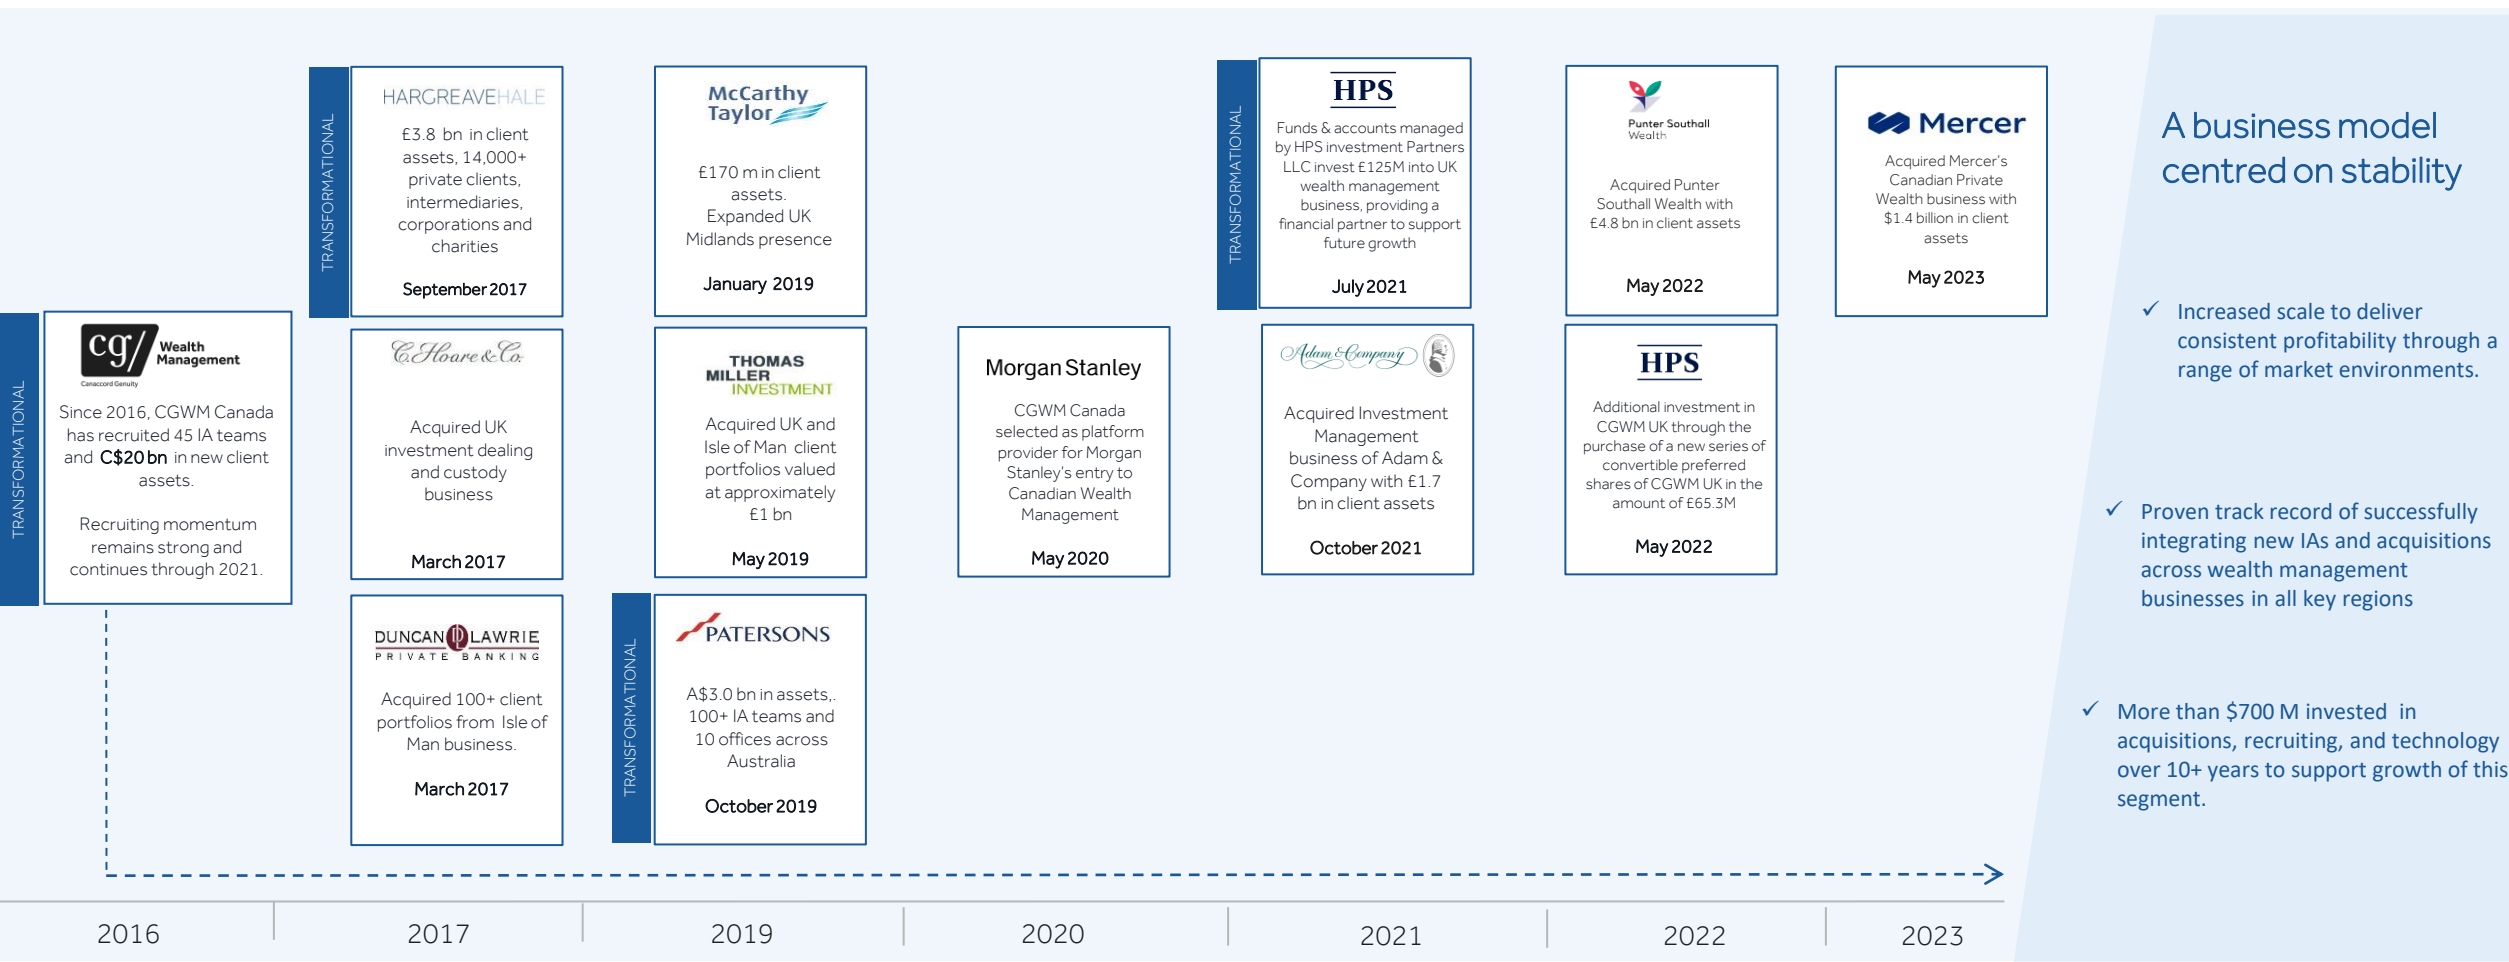 TRANSFORMATIONAL
cg/
Wealth
Management
Canaccord Genuity
Since 2016, CGWM Canada
has recruited 45 IA teams
and C$20 bn in new client
assets.
Recruiting momentum
remains strong and
continues through 2021.
TRANSFORMATIONAL
HARGREAVEHALE
£3.8 bn in client
assets, 14,000+
private clients,
intermediaries,
corporations and
charities
September 2017
C. Hoare & Co.
Acquired UK
investment dealing
and custody
business
March 2017
DUNCAN DL LAWRIE
PRIVATE BANKING
Acquired 100+ client
portfolios from Isle of
Man business.
March 2017
McCarthy
Taylor
£170 m in client
assets.
Expanded UK
Midlands presence
January 2019
THOMAS
MILLER
INVESTMENT
Acquired UK and
Isle of Man client
portfolios valued
at approximately
£1 bn
May 2019
TRANSFORMATIONAL
PATERSONS
A$3.0 bn in assets,.
100+ IA teams and
10 offices across
Australia
October 2019
Morgan Stanley
CGWM Canada
selected as platform
provider for Morgan
Stanley's entry to
Canadian Wealth
Management
May 2020
TRANSFORMATIONAL
HPS
Funds & accounts managed
by HPS investment Partners
LLC invest £125M into UK
wealth management
business, providing a
financial partner to support
future growth
July 2021
Adam & Company
Acquired Investment
Management
business of Adam &
Company with £1.7
bn in client assets
October 2021
Punter Southall
Wealth
Acquired Punter
Southall Wealth with
£4.8 bn in client assets
May 2022
HPS
Additional investment in
CGWM UK through the
purchase of a new series of
convertible preferred
shares of CGWM UK in the
amount of £65.3M
May 2022
Mercer
Acquired Mercer's
Canadian Private
Wealth business with
$1.4 billion in client
assets
May 2023
2016
2017
2019
2020
2021
2022
2023
A business model
centred on stability
✓ Increased scale to deliver
consistent profitability through a
range of market environments.
✓ Proven track record of successfully
integrating new IAs and acquisitions
across wealth management
businesses in all key regions
✓ More than $700 M invested in
acquisitions, recruiting, and technology
over 10+ years to support growth of this
segment.